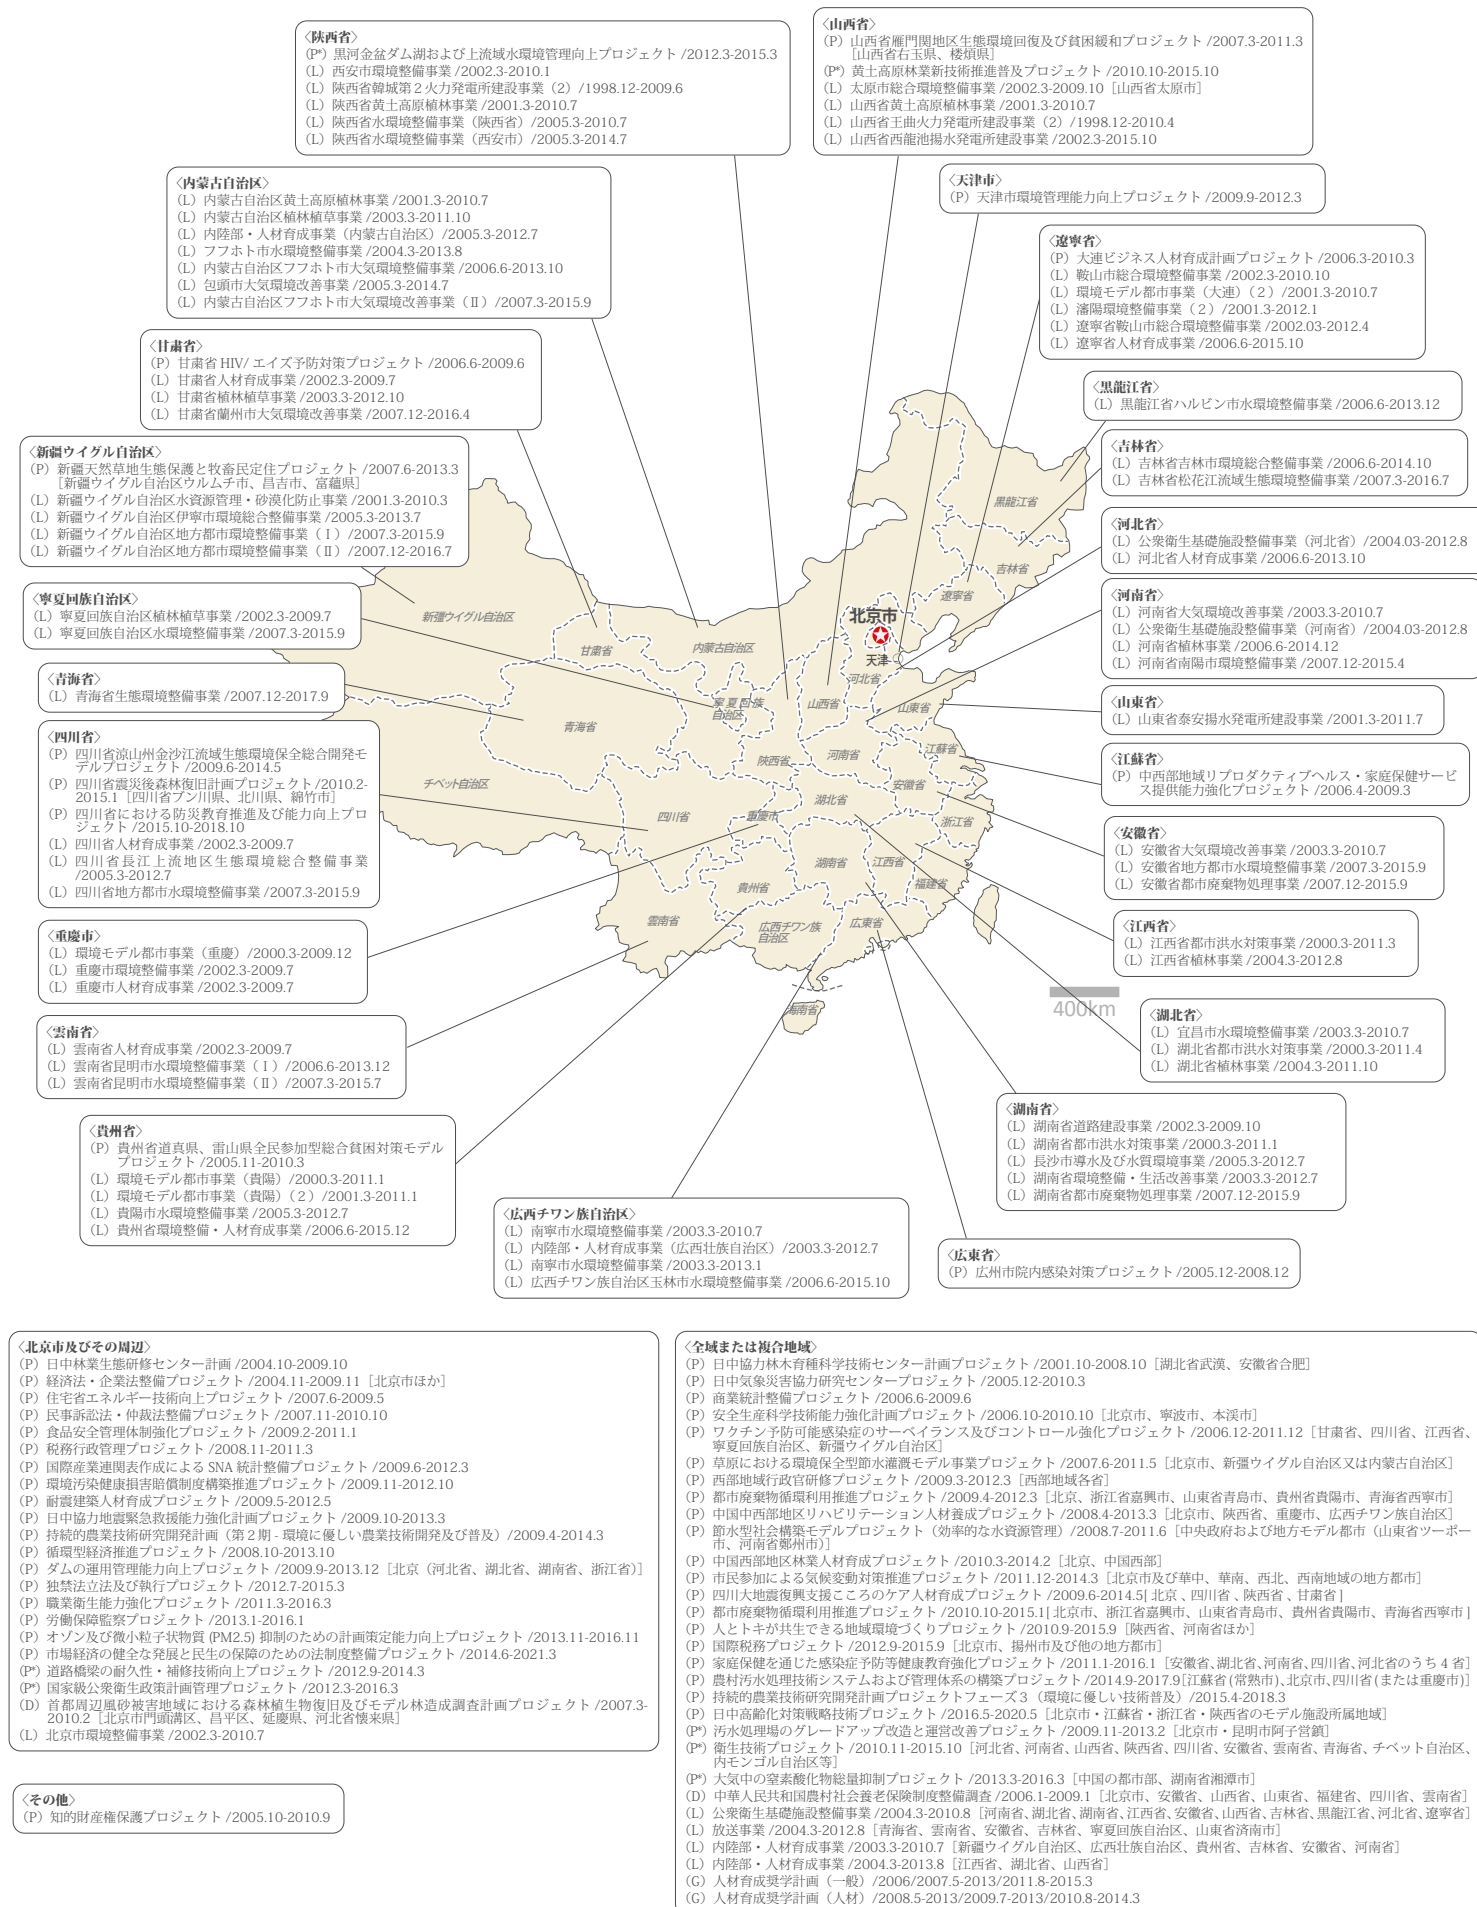 〈陝西省〉
(P*) 黒河金盆ダム湖および上流域水環境管理向上プロジェクト /2012.3-2015.3
(L) 西安市環境整備事業 /2002.3-2010.1
(L) 陝西省韓城第２火力発電所建設事業（2）/1998.12-2009.6
(L) 陝西省黄土高原植林事業 /2001.3-2010.7
(L) 陝西省水環境整備事業（陝西省）/2005.3-2010.7
(L) 陝西省水環境整備事業（西安市）/2005.3-2014.7
〈山西省〉
(P) 山西省雁門関地区生態環境回復及び貧困緩和プロジェクト /2007.3-2011.3
［山西省右玉県、楼煩県］
(P*) 黄土高原林業新技術推進普及プロジェクト /2010.10-2015.10
(L) 太原市総合環境整備事業 /2002.3-2009.10［山西省太原市］
(L) 山西省黄土高原植林事業 /2001.3-2010.7
(L) 山西省王曲火力発電所建設事業（2）/1998.12-2010.4
(L) 山西省西龍池揚水発電所建設事業 /2002.3-2015.10
〈内蒙古自治区〉
(L) 内蒙古自治区黄土高原植林事業 /2001.3-2010.7
(L) 内蒙古自治区植林植草事業 /2003.3-2011.10
(L) 内陸部・人材育成事業（内蒙古自治区）/2005.3-2012.7
(L) フフホト市水環境整備事業 /2004.3-2013.8
(L) 内蒙古自治区フフホト市大気環境整備事業 /2006.6-2013.10
(L) 包頭市大気環境改善事業 /2005.3-2014.7
(L) 内蒙古自治区フフホト市大気環境改善事業（Ⅱ）/2007.3-2015.9
〈天津市〉
(P) 天津市環境管理能力向上プロジェクト /2009.9-2012.3
〈遼寧省〉
(P) 大連ビジネス人材育成計画プロジェクト /2006.3-2010.3
(L) 鞍山市総合環境整備事業 /2002.3-2010.10
(L) 環境モデル都市事業（大連）（２）/2001.3-2010.7
(L) 瀋陽環境整備事業（２）/2001.3-2012.1
(L) 遼寧省鞍山市総合環境整備事業 /2002.03-2012.4
(L) 遼寧省人材育成事業 /2006.6-2015.10
〈甘粛省〉
(P) 甘粛省 HIV/ エイズ予防対策プロジェクト /2006.6-2009.6
(L) 甘粛省人材育成事業 /2002.3-2009.7
(L) 甘粛省植林植草事業 /2003.3-2012.10
(L) 甘粛省蘭州市大気環境改善事業 /2007.12-2016.4
〈黒龍江省〉
(L) 黒龍江省ハルビン市水環境整備事業 /2006.6-2013.12
〈新疆ウイグル自治区〉
(P) 新疆天然草地生態保護と牧畜民定住プロジェクト /2007.6-2013.3
［新疆ウイグル自治区ウルムチ市、昌吉市、富蘊県］
(L) 新疆ウイグル自治区水資源管理・砂漠化防止事業 /2001.3-2010.3
(L) 新疆ウイグル自治区伊寧市環境総合整備事業 /2005.3-2013.7
(L) 新疆ウイグル自治区地方都市環境整備事業（Ⅰ）/2007.3-2015.9
(L) 新疆ウイグル自治区地方都市環境整備事業（Ⅱ）/2007.12-2016.7
〈吉林省〉
(L) 吉林省吉林市環境総合整備事業 /2006.6-2014.10
(L) 吉林省松花江流域生態環境整備事業 /2007.3-2016.7
〈河北省〉
(L) 公衆衛生基礎施設整備事業（河北省）/2004.03-2012.8
(L) 河北省人材育成事業 /2006.6-2013.10
〈寧夏回族自治区〉
(L) 寧夏回族自治区植林植草事業 /2002.3-2009.7
(L) 寧夏回族自治区水環境整備事業 /2007.3-2015.9
〈河南省〉
(L) 河南省大気環境改善事業 /2003.3-2010.7
(L) 公衆衛生基礎施設整備事業（河南省）/2004.03-2012.8
(L) 河南省植林事業 /2006.6-2014.12
(L) 河南省南陽市環境整備事業 /2007.12-2015.4
〈青海省〉
(L) 青海省生態環境整備事業 /2007.12-2017.9
〈山東省〉
(L) 山東省泰安揚水発電所建設事業 /2001.3-2011.7
〈四川省〉
(P) 四川省涼山州金沙江流域生態環境保全総合開発モ
デルプロジェクト /2009.6-2014.5
(P) 四川省震災後森林復旧計画プロジェクト /2010.2-
2015.1［四川省ブン川県、北川県、綿竹市］
(P) 四川省における防災教育推進及び能力向上プロ
ジェクト /2015.10-2018.10
(L) 四川省人材育成事業 /2002.3-2009.7
(L) 四川省長江上流地区生態環境総合整備事業
/2005.3-2012.7
(L) 四川省地方都市水環境整備事業 /2007.3-2015.9
〈江蘇省〉
(P) 中西部地域リプロダクティブヘルス・家庭保健サービ
ス提供能力強化プロジェクト /2006.4-2009.3
〈安徽省〉
(L) 安徽省大気環境改善事業 /2003.3-2010.7
(L) 安徽省地方都市水環境整備事業 /2007.3-2015.9
(L) 安徽省都市廃棄物処理事業 /2007.12-2015.9
〈重慶市〉
(L) 環境モデル都市事業（重慶）/2000.3-2009.12
(L) 重慶市環境整備事業 /2002.3-2009.7
(L) 重慶市人材育成事業 /2002.3-2009.7
〈江西省〉
(L) 江西省都市洪水対策事業 /2000.3-2011.3
(L) 江西省植林事業 /2004.3-2012.8
〈雲南省〉
(L) 雲南省人材育成事業 /2002.3-2009.7
(L) 雲南省昆明市水環境整備事業（Ⅰ）/2006.6-2013.12
(L) 雲南省昆明市水環境整備事業（Ⅱ）/2007.3-2015.7
〈湖北省〉
(L) 宜昌市水環境整備事業 /2003.3-2010.7
(L) 湖北省都市洪水対策事業 /2000.3-2011.4
(L) 湖北省植林事業 /2004.3-2011.10
〈貴州省〉
(P) 貴州省道真県、雷山県全民参加型総合貧困対策モデル
プロジェクト /2005.11-2010.3
(L) 環境モデル都市事業（貴陽）/2000.3-2011.1
(L) 環境モデル都市事業（貴陽）（２）/2001.3-2011.1
(L) 貴陽市水環境整備事業 /2005.3-2012.7
(L) 貴州省環境整備・人材育成事業 /2006.6-2015.12
〈湖南省〉
(L) 湖南省道路建設事業 /2002.3-2009.10
(L) 湖南省都市洪水対策事業 /2000.3-2011.1
(L) 長沙市導水及び水質環境事業 /2005.3-2012.7
(L) 湖南省環境整備・生活改善事業 /2003.3-2012.7
(L) 湖南省都市廃棄物処理事業 /2007.12-2015.9
〈広西チワン族自治区〉
(L) 南寧市水環境整備事業 /2003.3-2010.7
(L) 内陸部・人材育成事業（広西壮族自治区）/2003.3-2012.7
(L) 南寧市水環境整備事業 /2003.3-2013.1
(L) 広西チワン族自治区玉林市水環境整備事業 /2006.6-2015.10
〈広東省〉
(P) 広州市院内感染対策プロジェクト /2005.12-2008.12
黒龍江省
吉林省
遼寧省
新疆ウイグル自治区
北京市
天津
甘粛省
内蒙古自治区
河北省
寧夏回族
自治区
山西省
山東省
青海省
陝西省
河南省
江蘇省
チベット自治区
安徽省
四川省
重慶市
湖北省
浙江省
湖南省
江西省
貴州省
福建省
雲南省
広西チワン族
自治区
広東省
海南省
400km
〈北京市及びその周辺〉
(P) 日中林業生態研修センター計画 /2004.10-2009.10
(P) 経済法・企業法整備プロジェクト /2004.11-2009.11［北京市ほか］
(P) 住宅省エネルギー技術向上プロジェクト /2007.6-2009.5
(P) 民事訴訟法・仲裁法整備プロジェクト /2007.11-2010.10
(P) 食品安全管理体制強化プロジェクト /2009.2-2011.1
(P) 税務行政管理プロジェクト /2008.11-2011.3
(P) 国際産業連関表作成による SNA 統計整備プロジェクト /2009.6-2012.3
(P) 環境汚染健康損害賠償制度構築推進プロジェクト /2009.11-2012.10
(P) 耐震建築人材育成プロジェクト /2009.5-2012.5
(P) 日中協力地震緊急救援能力強化計画プロジェクト /2009.10-2013.3
(P) 持続的農業技術研究開発計画（第２期 - 環境に優しい農業技術開発及び普及）/2009.4-2014.3
(P) 循環型経済推進プロジェクト /2008.10-2013.10
(P) ダムの運用管理能力向上プロジェクト /2009.9-2013.12［北京（河北省、湖北省、湖南省、浙江省）］
(P) 独禁法立法及び執行プロジェクト /2012.7-2015.3
(P) 職業衛生能力強化プロジェクト /2011.3-2016.3
(P) 労働保障監察プロジェクト /2013.1-2016.1
(P) オゾン及び微小粒子状物質 (PM2.5) 抑制のための計画策定能力向上プロジェクト /2013.11-2016.11
(P) 市場経済の健全な発展と民生の保障のための法制度整備プロジェクト /2014.6-2021.3
(P*) 道路橋梁の耐久性・補修技術向上プロジェクト /2012.9-2014.3
(P*) 国家級公衆衛生政策計画管理プロジェクト /2012.3-2016.3
(D) 首都周辺風砂被害地域における森林植生物復旧及びモデル林造成調査計画プロジェクト /2007.3-
2010.2［北京市門頭溝区、昌平区、延慶県、河北省懐来県］
(L) 北京市環境整備事業 /2002.3-2010.7
〈その他〉
(P) 知的財産権保護プロジェクト /2005.10-2010.9
〈全域または複合地域〉
(P) 日中協力林木育種科学技術センター計画プロジェクト /2001.10-2008.10［湖北省武漢、安徽省合肥］
(P) 日中気象災害協力研究センタープロジェクト /2005.12-2010.3
(P) 商業統計整備プロジェクト /2006.6-2009.6
(P) 安全生産科学技術能力強化計画プロジェクト /2006.10-2010.10［北京市、寧波市、本渓市］
(P) ワクチン予防可能感染症のサーベイランス及びコントロール強化プロジェクト /2006.12-2011.12［甘粛省、四川省、江西省、
寧夏回族自治区、新疆ウイグル自治区］
(P) 草原における環境保全型節水灌漑モデル事業プロジェクト /2007.6-2011.5［北京市、新疆ウイグル自治区又は内蒙古自治区］
(P) 西部地域行政官研修プロジェクト /2009.3-2012.3［西部地域各省］
(P) 都市廃棄物循環利用推進プロジェクト /2009.4-2012.3［北京、浙江省嘉興市、山東省青島市、貴州省貴陽市、青海省西寧市］
(P) 中国中西部地区リハビリテーション人材養成プロジェクト /2008.4-2013.3［北京市、陝西省、重慶市、広西チワン族自治区］
(P) 節水型社会構築モデルプロジェクト（効率的な水資源管理）/2008.7-2011.6［中央政府および地方モデル都市（山東省ツーポー
市、河南省鄭州市）］
(P) 中国西部地区林業人材育成プロジェクト /2010.3-2014.2［北京、中国西部］
(P) 市民参加による気候変動対策推進プロジェクト /2011.12-2014.3［北京市及び華中、華南、西北、西南地域の地方都市］
(P) 四川大地震復興支援こころのケア人材育成プロジェクト /2009.6-2014.5[ 北京 、四川省 、陝西省 、甘粛省 ]
(P) 都市廃棄物循環利用推進プロジェクト /2010.10-2015.1[ 北京市、浙江省嘉興市、山東省青島市、貴州省貴陽市、青海省西寧市 ]
(P) 人とトキが共生できる地域環境づくりプロジェクト /2010.9-2015.9［陝西省、河南省ほか］
(P) 国際税務プロジェクト /2012.9-2015.9［北京市、揚州市及び他の地方都市］
(P) 家庭保健を通じた感染症予防等健康教育強化プロジェクト /2011.1-2016.1［安徽省、湖北省、河南省、四川省、河北省のうち 4 省］
(P) 農村汚水処理技術システムおよび管理体系の構築プロジェクト /2014.9-2017.9［江蘇省(常熟市)、北京市、四川省(または重慶市)］
(P) 持続的農業技術研究開発計画プロジェクトフェーズ３（環境に優しい技術普及）/2015.4-2018.3
(P) 日中高齢化対策戦略技術プロジェクト /2016.5-2020.5［北京市・江蘇省・浙江省・陝西省のモデル施設所属地域］
(P*) 汚水処理場のグレードアップ改造と運営改善プロジェクト /2009.11-2013.2［北京市・昆明市阿子営鎮］
(P*) 衛生技術プロジェクト /2010.11-2015.10［河北省、河南省、山西省、陝西省、四川省、安徽省、雲南省、青海省、チベット自治区、
内モンゴル自治区等］
(P*) 大気中の窒素酸化物総量抑制プロジェクト /2013.3-2016.3［中国の都市部、湖南省湘潭市］
(D) 中華人民共和国農村社会養老保険制度整備調査 /2006.1-2009.1［北京市、安徽省、山西省、山東省、福建省、四川省、雲南省］
(L) 公衆衛生基礎施設整備事業 /2004.3-2010.8［河南省、湖北省、湖南省、江西省、安徽省、山西省、吉林省、黒龍江省、河北省、遼寧省］
(L) 放送事業 /2004.3-2012.8［青海省、雲南省、安徽省、吉林省、寧夏回族自治区、山東省済南市］
(L) 内陸部・人材育成事業 /2003.3-2010.7［新疆ウイグル自治区、広西壮族自治区、貴州省、吉林省、安徽省、河南省］
(L) 内陸部・人材育成事業 /2004.3-2013.8［江西省、湖北省、山西省］
(G) 人材育成奨学計画（一般）/2006/2007.5-2013/2011.8-2015.3
(G) 人材育成奨学計画（人材）/2008.5-2013/2009.7-2013/2010.8-2014.3